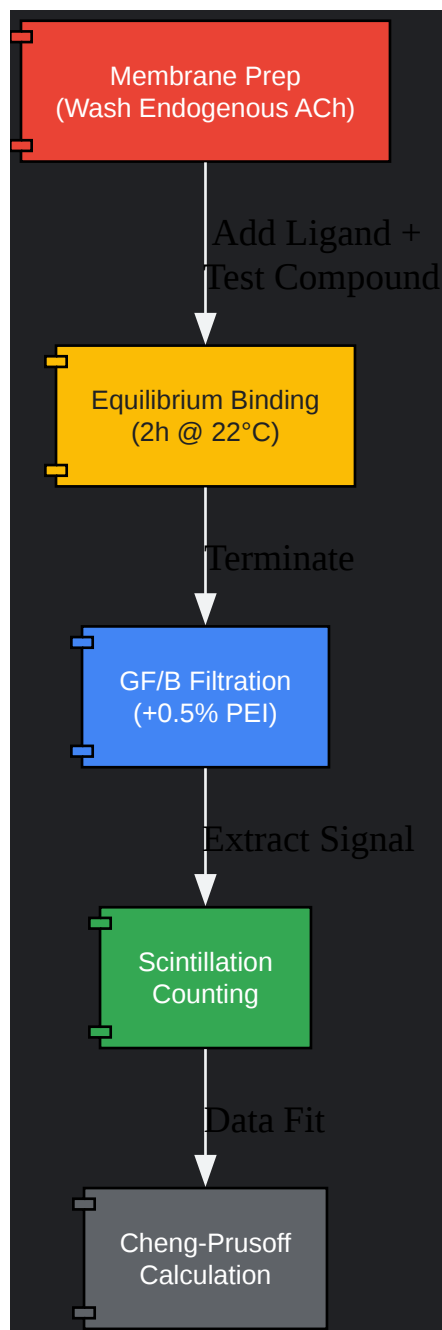 Membrane Prep
(Wash Endogenous ACh)
Add Ligand +
Test Compound
Equilibrium Binding
(2h @ 22°C)
Terminate
GF/B Filtration
(+0.5% PEI)
Extract Signal
Scintillation
Counting
Data Fit
Cheng-Prusoff
Calculation